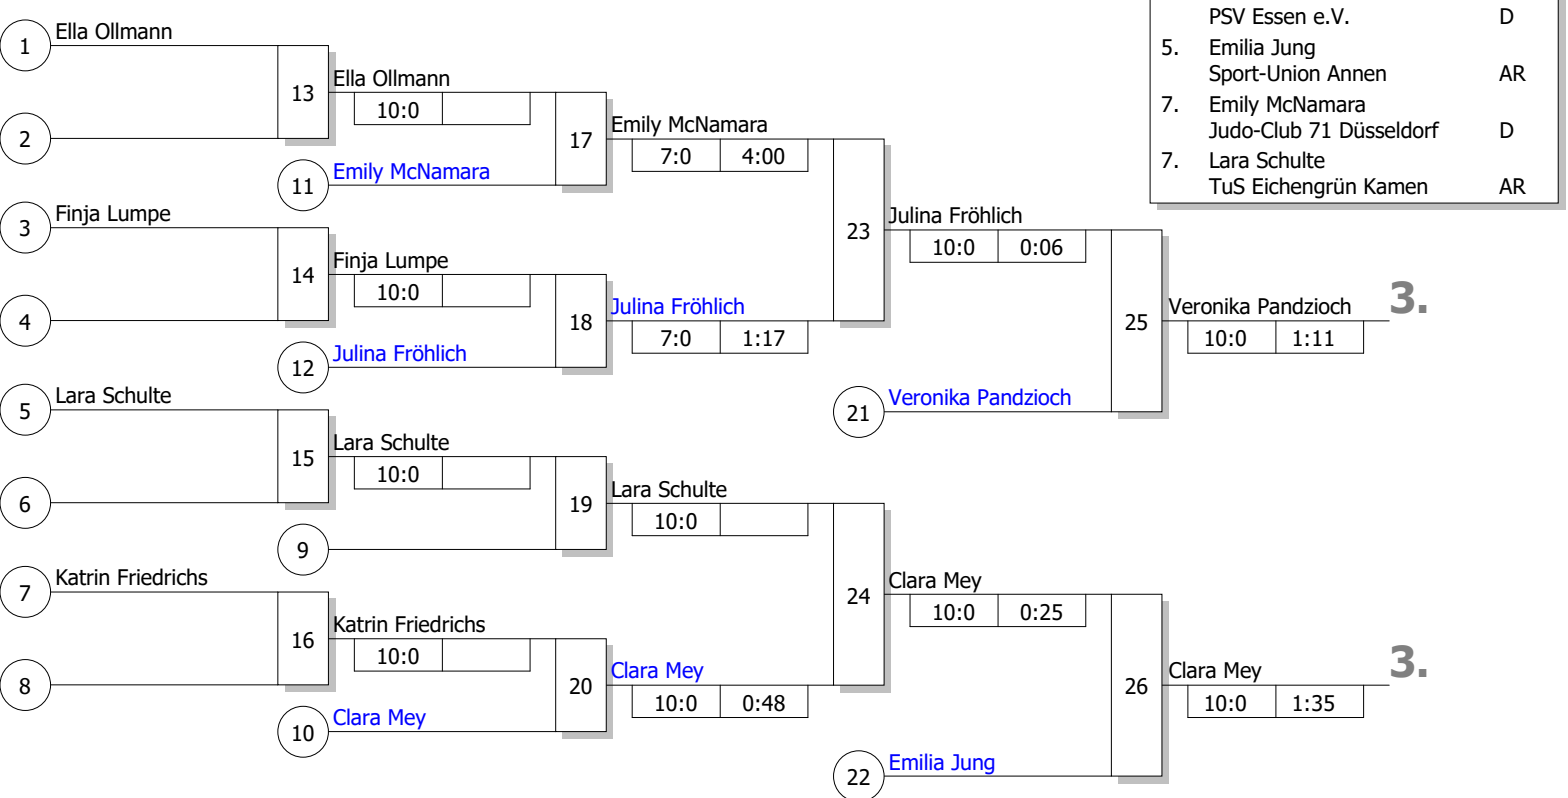 PSV Essen e.V. D
5. Emilia Jung
Sport-Union Annen AR
7. Emily McNamara
Judo-Club 71 Düsseldorf D
7. Lara Schulte
TuS Eichengrün Kamen AR
1 Ella Ollmann
2
13 Ella Ollmann
10:0
11 Emily McNamara
17 Emily McNamara
7:0 4:00
3 Finja Lumpe
4
14 Finja Lumpe
10:0
12 Julina Fröhlich
18 Julina Fröhlich
7:0 1:17
23 Julina Fröhlich
10:0 0:06
21 Veronika Pandzioch
25 Veronika Pandzioch 3.
10:0 1:11
5 Lara Schulte
6
15 Lara Schulte
10:0
9
19 Lara Schulte
10:0
7 Katrin Friedrichs
8
16 Katrin Friedrichs
10:0
10 Clara Mey
20 Clara Mey
10:0 0:48
24 Clara Mey
10:0 0:25
22 Emilia Jung
26 Clara Mey 3.
10:0 1:35